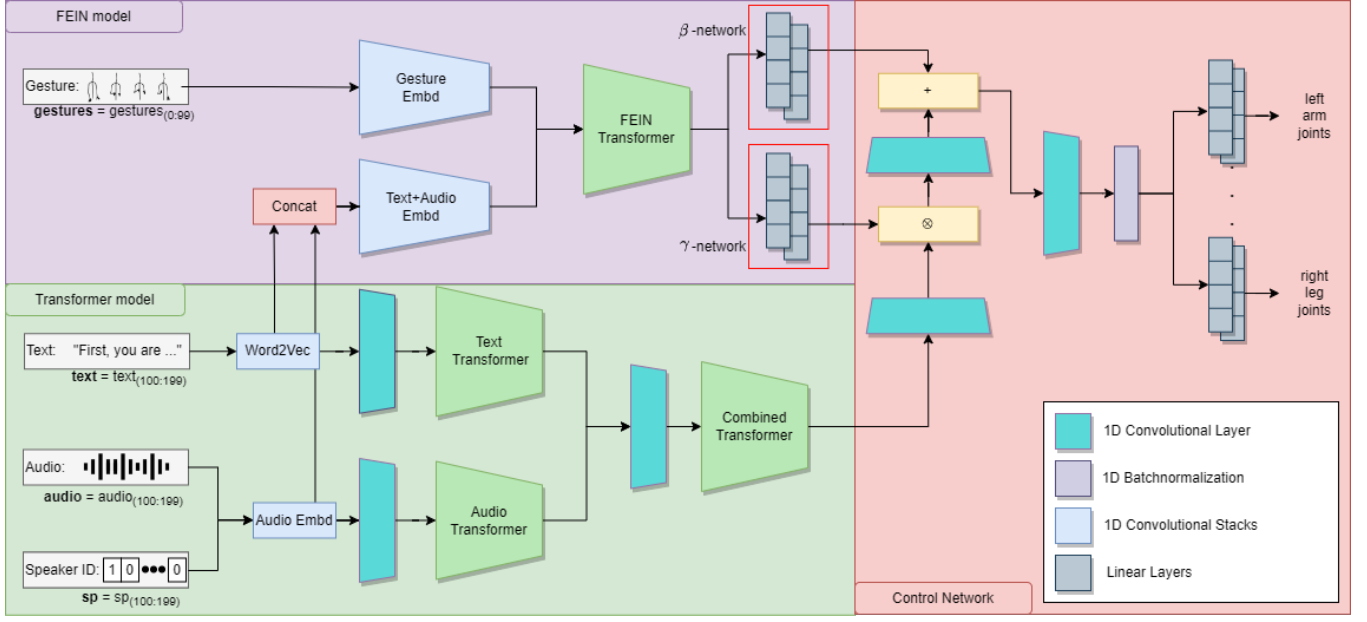 FEIN model
Gesture:
gestures = gestures(0:99)
Gesture
Embd
Concat
Text+Audio
Embd
FEIN
Transformer
β-network
γ-network
+
⊗
left
arm
joints
.
.
.
right
leg
joints
Transformer model
Text: "First, you are ..."
text = text(100:199)
Word2Vec
Text
Transformer
Audio:
audio = audio(100:199)
Audio Embd
Audio
Transformer
Speaker ID: 1 0 ●●● 0
sp = sp(100:199)
Combined
Transformer
Control Network
1D Convolutional Layer
1D Batchnormalization
1D Convolutional Stacks
Linear Layers